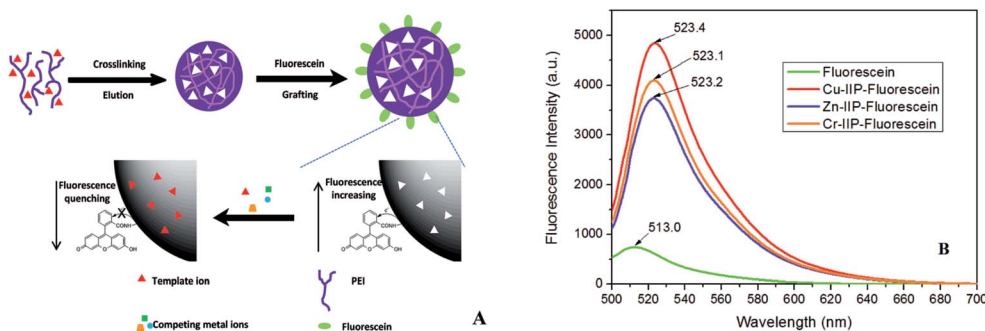 Crosslinking
Elution
Fluorescein
Grafting
Fluorescence
quenching
X
CONH
O
O
OH
Fluorescence
increasing
e
CONH
O
O
OH
Template ion
Competing metal ions
PEI
Fluorescein
A
Fluorescence Intensity (a.u.)
5000
4000
3000
2000
1000
0
523.4
523.1
523.2
513.0
Fluorescein
Cu-IIP-Fluorescein
Zn-IIP-Fluorescein
Cr-IIP-Fluorescein
B
500 520 540 560 580 600 620 640 660 680 700
Wavelength (nm)